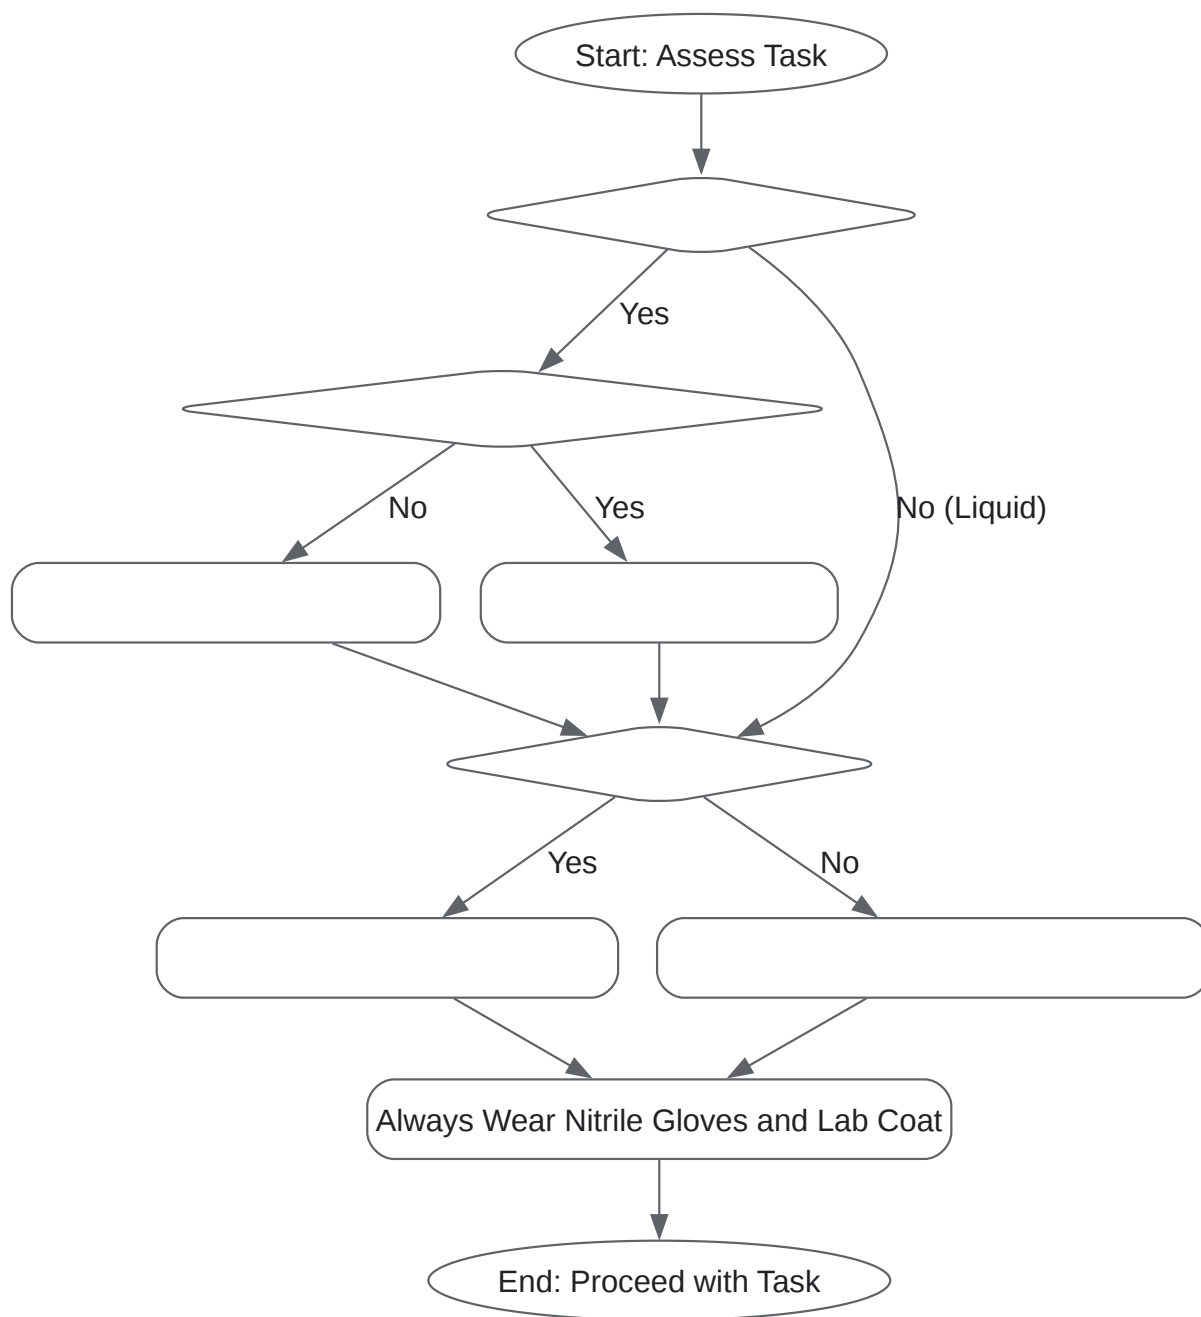 Start: Assess Task
Yes
No
Yes
No (Liquid)
Yes
No
Always Wear Nitrile Gloves and Lab Coat
End: Proceed with Task